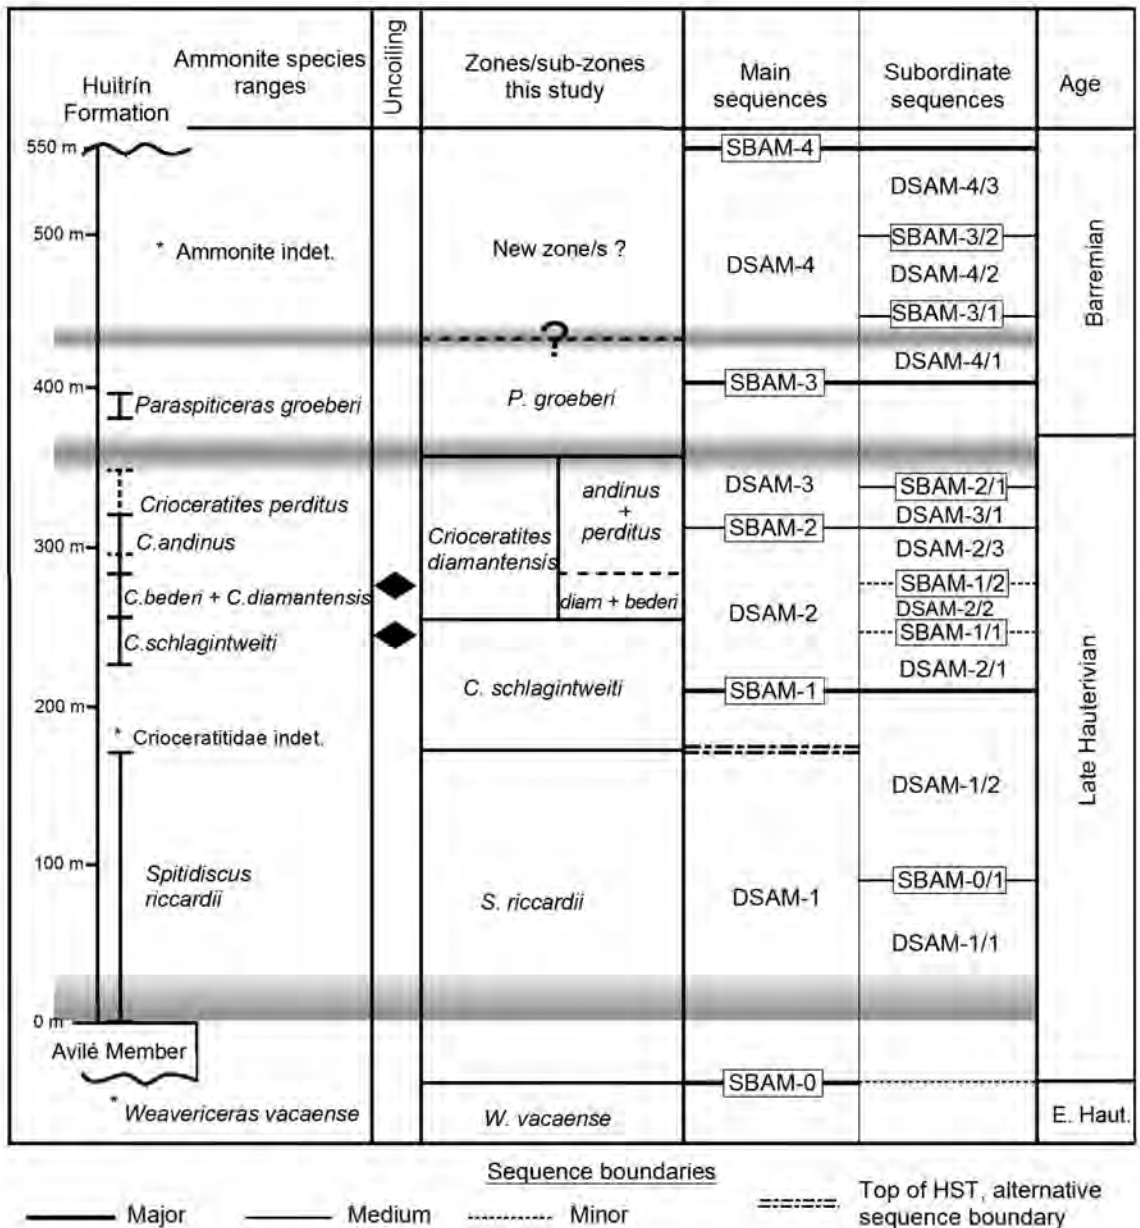 Huitrín
Formation
Ammonite species
ranges
Uncoiling
Zones/sub-zones
this study
Main
sequences
Subordinate
sequences
Age
550 m
500 m
400 m
300 m
200 m
100 m
0 m
* Ammonite indet.
Paraspiticeras groeberi
Crioceratites perditus
C.andinus
C.bederi + C.diamantensis
C.schlagintweiti
* Crioceratitidae indet.
Spitidiscus
riccardii
Avilé Member
* Weavericeras vacaense
New zone/s ?
?
P. groeberi
Crioceratites
diamantensis
andinus
+
perditus
diam + bederi
C. schlagintweiti
S. riccardii
W. vacaense
SBAM-4
DSAM-4
SBAM-3
DSAM-3
SBAM-2
DSAM-2
SBAM-1
DSAM-1
SBAM-0
DSAM-4/3
SBAM-3/2
DSAM-4/2
SBAM-3/1
DSAM-4/1
SBAM-2/1
DSAM-3/1
DSAM-2/3
SBAM-1/2
DSAM-2/2
SBAM-1/1
DSAM-2/1
DSAM-1/2
SBAM-0/1
DSAM-1/1
Barremian
Late Hauterivian
E. Haut.
Sequence boundaries
Major
Medium
Minor
Top of HST, alternative
sequence boundary